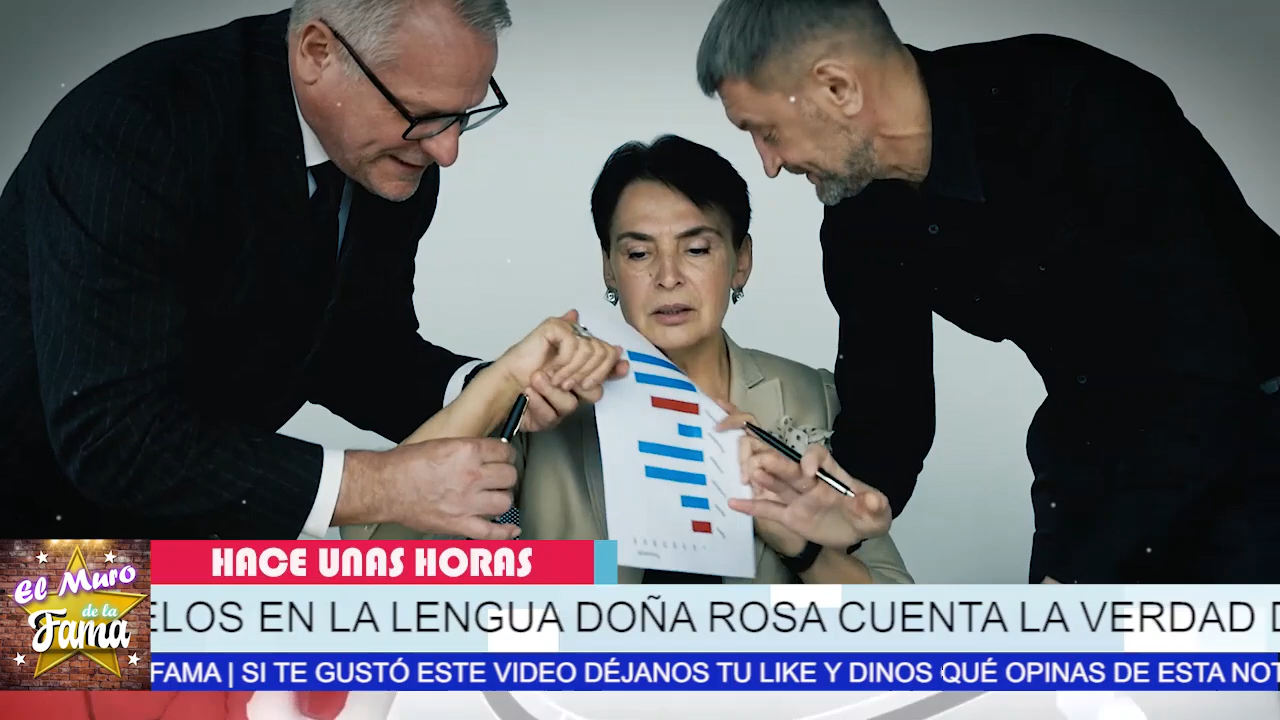 HACE UNAS HORAS
El Muro
de la
Fama
ELOS EN LA LENGUA DOÑA ROSA CUENTA LA VERDAD D
FAMA | SI TE GUSTÓ ESTE VIDEO DÉJANOS TU LIKE Y DINOS QUÉ OPINAS DE ESTA NOT